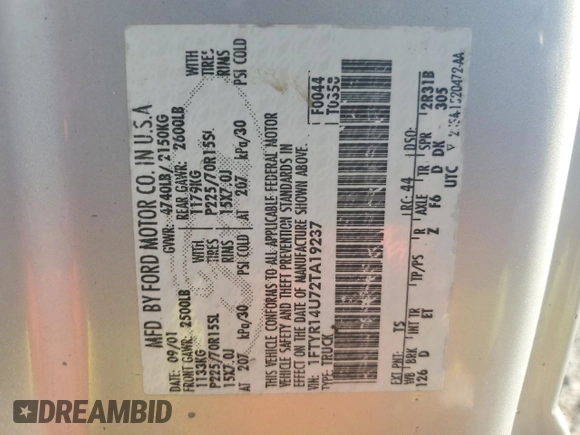 MFD BY FORD MOTOR CO. IN U.S.A
DATE: 09/01 GVWR: 4740LB/ 2150KG
FRONT GAWR: 2500LB REAR GAWR: 2600LB
1133KG WITH 1179KG WITH
P225/70R15SL TIRES P225/70R15SL TIRES
15X7.0J RIMS 15X7.0J RIMS
AT 207 kPa/30 PSI COLD AT 207 kPa/30 PSI COLD
THIS VEHICLE CONFORMS TO ALL APPLICABLE FEDERAL MOTOR
VEHICLE SAFETY AND THEFT PREVENTION STANDARDS IN
EFFECT ON THE DATE OF MANUFACTURE SHOWN ABOVE.
VIN: 1FTYR14U72TA19237 F0044
TYPE: TRUCK T0358
EXT PNT: TS RC: 44 DSO:
WB BRK INT TR TP/PS R AXLE TR SPR 2R31B
126 D ET Z F6 D DK 305
UTC
DREAMBID